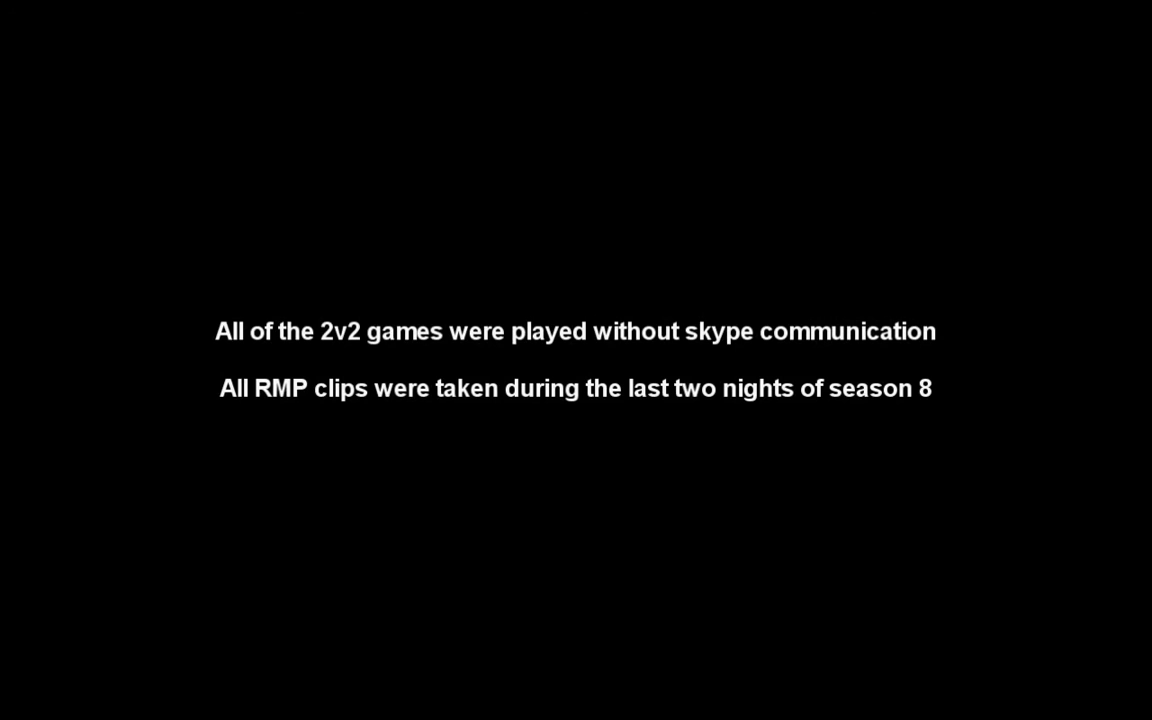 All of the 2v2 games were played without skype communication
All RMP clips were taken during the last two nights of season 8